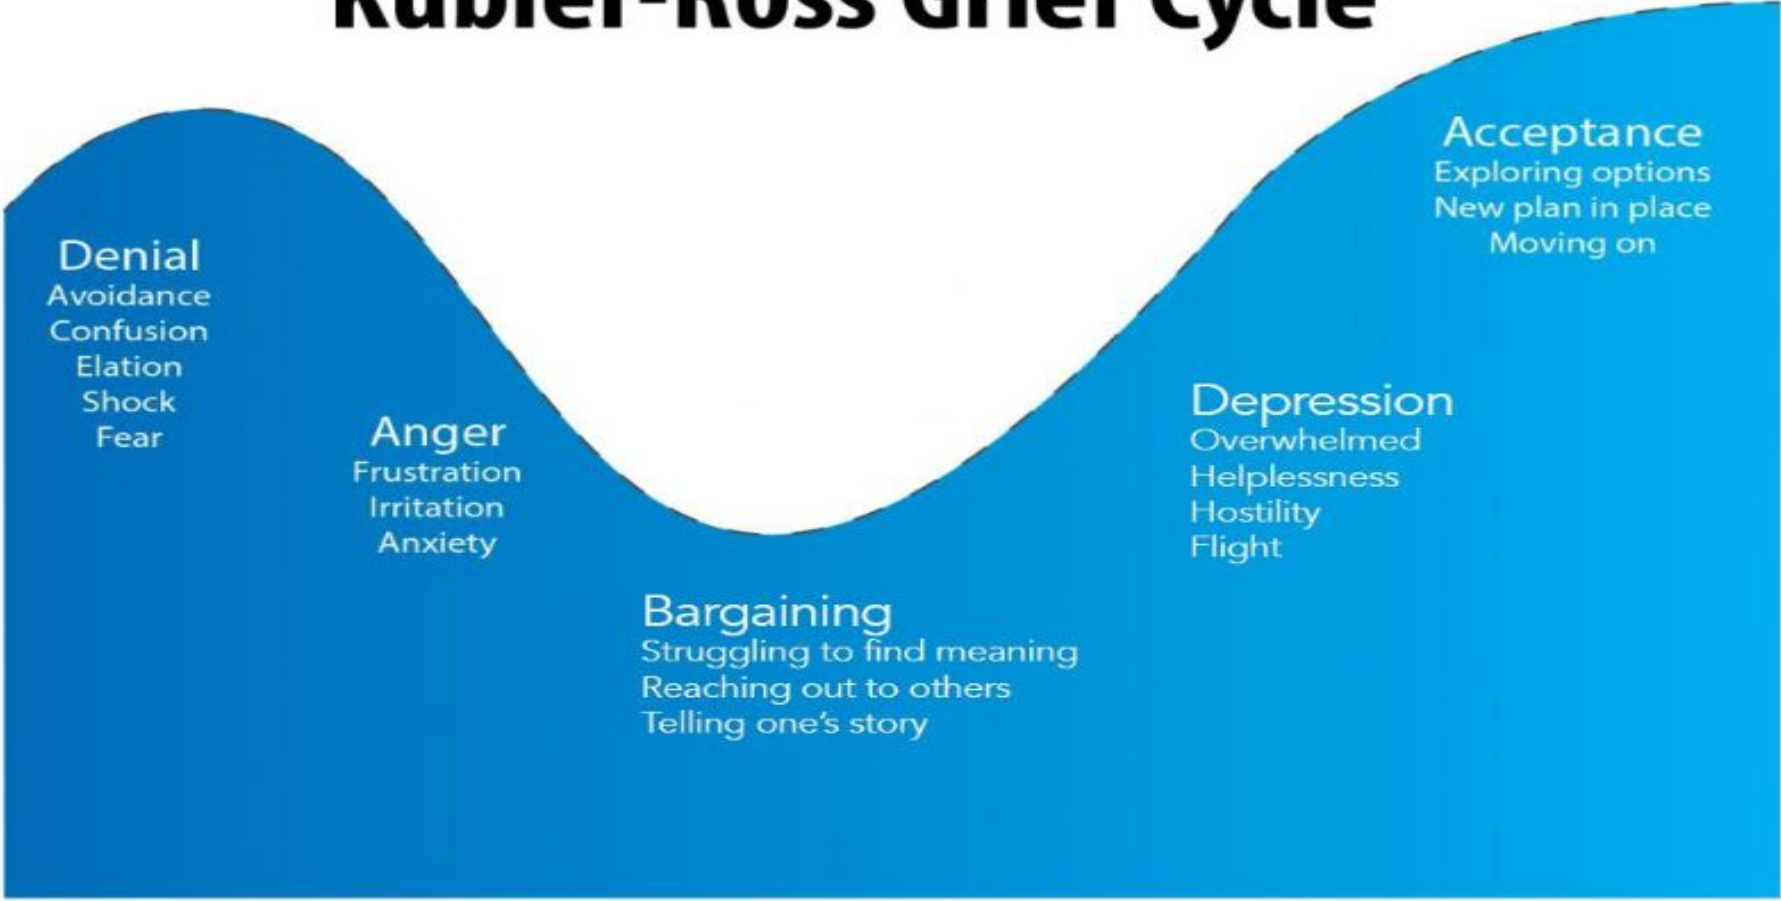 Kubler-Ross Grief Cycle
Denial
Avoidance
Confusion
Elation
Shock
Fear
Anger
Frustration
Irritation
Anxiety
Bargaining
Struggling to find meaning
Reaching out to others
Telling one’s story
Depression
Overwhelmed
Helplessness
Hostility
Flight
Acceptance
Exploring options
New plan in place
Moving on